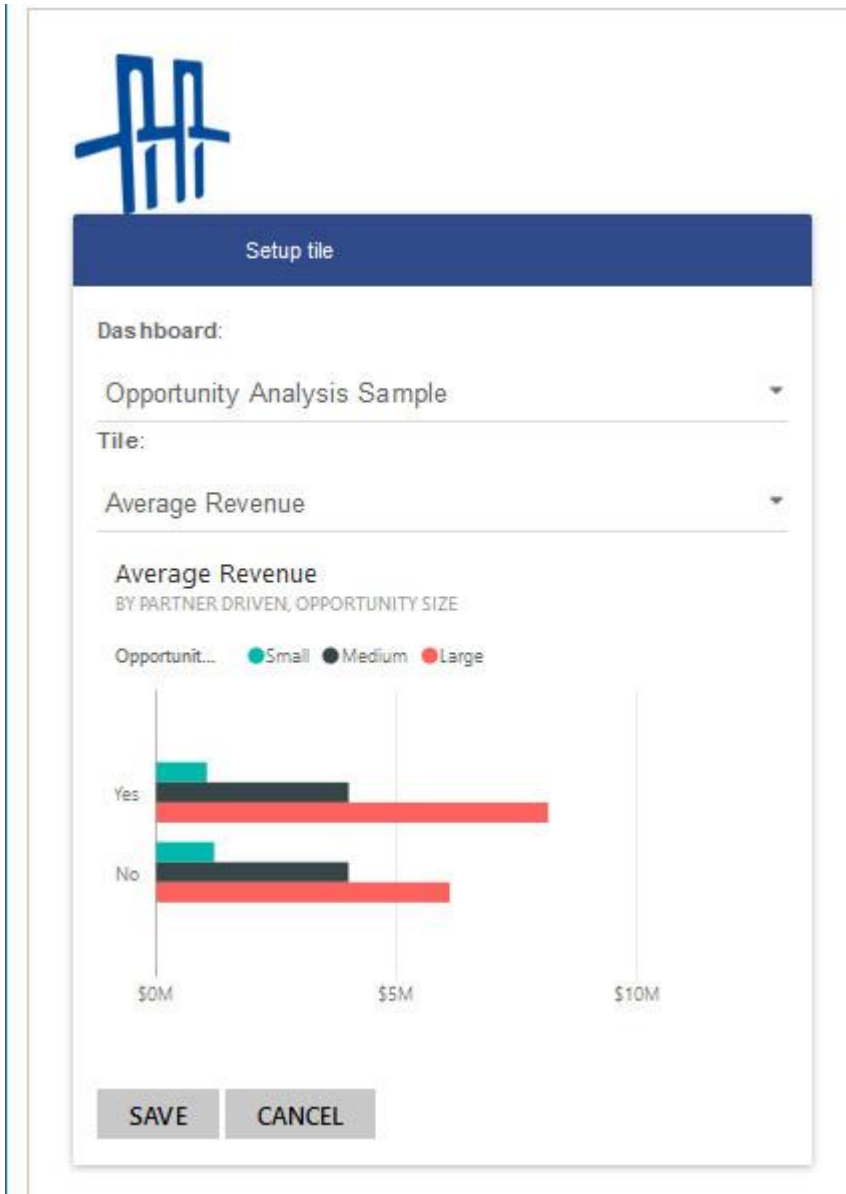 Setup tile
Dashboard:
Opportunity Analysis Sample
Tile:
Average Revenue
Average Revenue
BY PARTNER DRIVEN, OPPORTUNITY SIZE
Opportunit... Small Medium Large
Yes
No
$0M $5M $10M
SAVE CANCEL